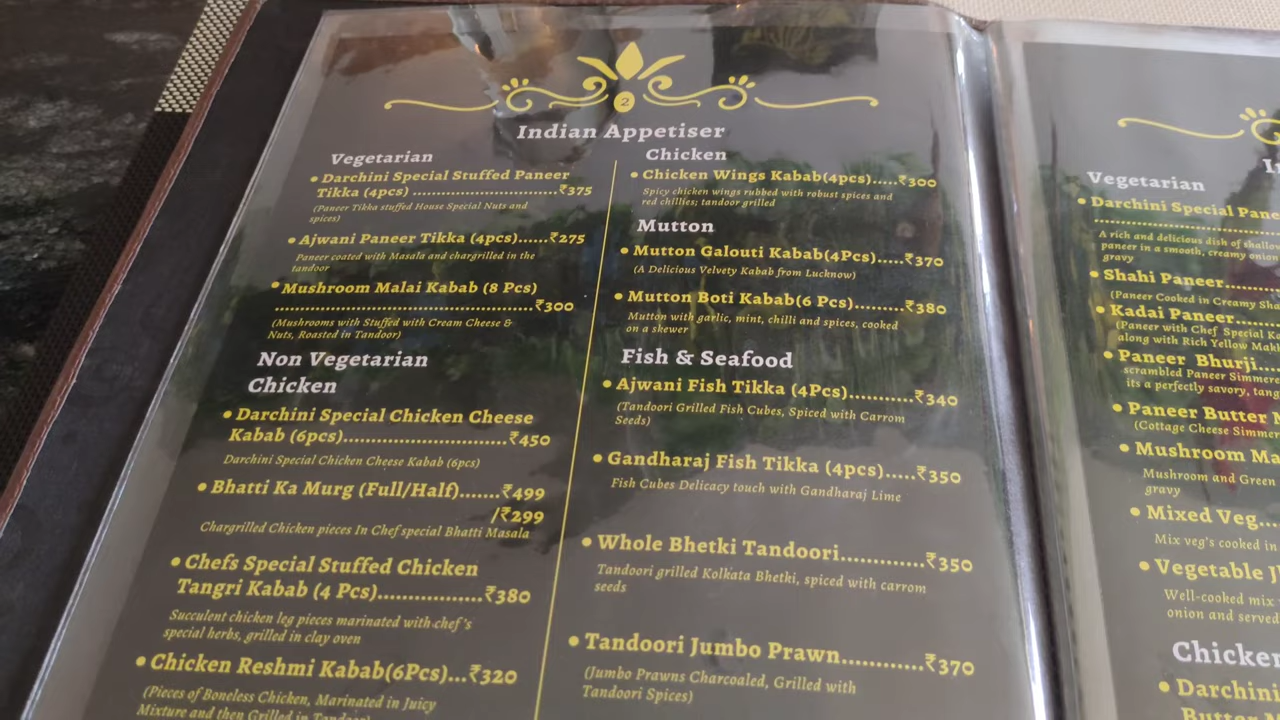 2
Indian Appetiser
Vegetarian
• Darchini Special Stuffed Paneer
Tikka (4pcs) ..............................₹375
(Paneer Tikka stuffed House Special Nuts and
spices)
• Ajwani Paneer Tikka (4pcs)......₹275
Paneer coated with Masala and chargrilled in the
tandoor
• Mushroom Malai Kabab (8 Pcs)
......................................................₹300
(Mushrooms with Stuffed with Cream Cheese &
Nuts, Roasted in Tandoor)
Non Vegetarian
Chicken
• Darchini Special Chicken Cheese
Kabab (6pcs)..............................₹450
Darchini Special Chicken Cheese Kabab (6pcs)
• Bhatti Ka Murg (Full/Half).......₹499
/₹299
Chargrilled Chicken pieces In Chef special Bhatti Masala
• Chefs Special Stuffed Chicken
Tangri Kabab (4 Pcs)..................₹380
Succulent chicken leg pieces marinated with chef's
special herbs, grilled in clay oven
• Chicken Reshmi Kabab(6Pcs)...₹320
(Pieces of Boneless Chicken, Marinated in Juicy
Mixture and then Grilled in Tandoor)
Chicken
• Chicken Wings Kabab(4pcs).....₹300
Spicy chicken wings rubbed with robust spices and
red chillies; tandoor grilled
Mutton
• Mutton Galouti Kabab(4Pcs).....₹370
(A Delicious Velvety Kabab from Lucknow)
• Mutton Boti Kabab(6 Pcs).........₹380
Mutton with garlic, mint, chilli and spices, cooked
on a skewer
Fish & Seafood
• Ajwani Fish Tikka (4Pcs)...........₹340
(Tandoori Grilled Fish Cubes, Spiced with Carrom
Seeds)
• Gandharaj Fish Tikka (4pcs).....₹350
Fish Cubes Delicacy touch with Gandharaj Lime
• Whole Bhetki Tandoori............₹350
Tandoori grilled Kolkata Bhetki, spiced with carrom
seeds
• Tandoori Jumbo Prawn............₹370
(Jumbo Prawns Charcoaled, Grilled with
Tandoori Spices)
Vegetarian
• Darchini Special
A rich and delicious dish of
paneer in a smooth, creamy onion
gravy
• Shahi Paneer
(Paneer Cooked in Creamy
• Kadai Paneer
(Paneer with Chef Special
along with Rich Yellow
• Paneer Bhurji....
scrambled Paneer
its a perfectly savory,
• Paneer Butter
(Cottage Cheese
• Mushroom
Mushroom and Green
gravy
• Mixed Veg...
Mix veg's cooked in
• Vegetable
Well-cooked mix
onion and served
Chicken
• Darchini
Butter